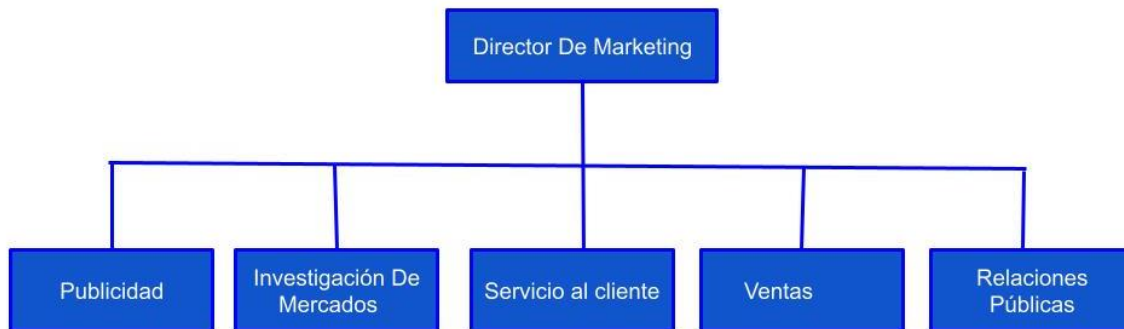 Director De Marketing
Publicidad
Investigación De
Mercados
Servicio al cliente
Ventas
Relaciones
Públicas